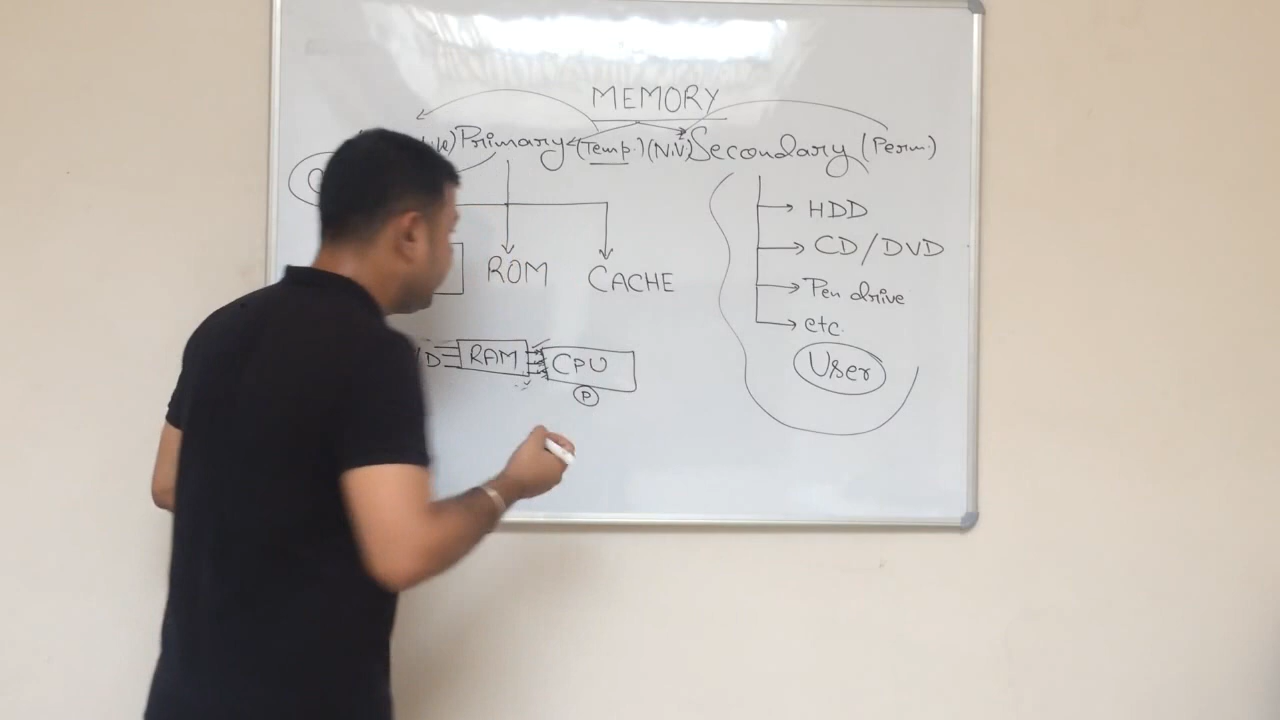 MEMORY
Primary (Temp.) (N.V) Secondary (Perm.)
HDD
CD/DVD
ROM CACHE
Pen drive
etc.
RAM CPU
User
P